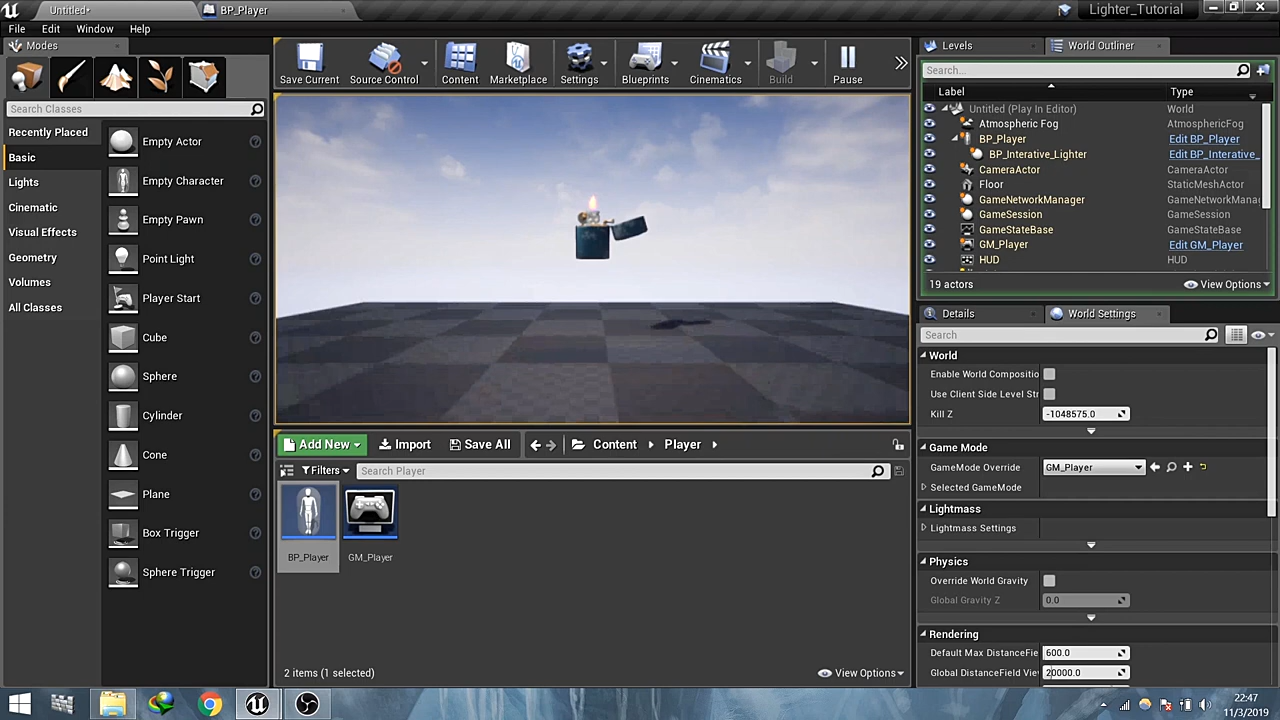 Untitled*
BP_Player
Lighter_Tutorial
File Edit Window Help
Modes
Search Classes
Recently Placed
Basic
Lights
Cinematic
Visual Effects
Geometry
Volumes
All Classes
Empty Actor
Empty Character
Empty Pawn
Point Light
Player Start
Cube
Sphere
Cylinder
Cone
Plane
Box Trigger
Sphere Trigger
Save Current
Source Control
Content
Marketplace
Settings
Blueprints
Cinematics
Build
Pause
Add New
Import
Save All
Content
Player
Filters
Search Player
BP_Player
GM_Player
2 items (1 selected)
View Options
Levels
World Outliner
Search...
Label Type
Untitled (Play In Editor) World
Atmospheric Fog AtmosphericFog
BP_Player Edit BP_Player
BP_Interative_Lighter Edit BP_Interative_
CameraActor CameraActor
Floor StaticMeshActor
GameNetworkManager GameNetworkMana
GameSession GameSession
GameStateBase GameStateBase
GM_Player Edit GM_Player
HUD HUD
19 actors
View Options
Details
World Settings
Search
World
Enable World Compositio
Use Client Side Level Str
Kill Z -1048575.0
Game Mode
GameMode Override GM_Player
Selected GameMode
Lightmass
Lightmass Settings
Physics
Override World Gravity
Global Gravity Z 0.0
Rendering
Default Max DistanceFie 600.0
Global DistanceField Vie 20000.0
22:47
11/3/2019